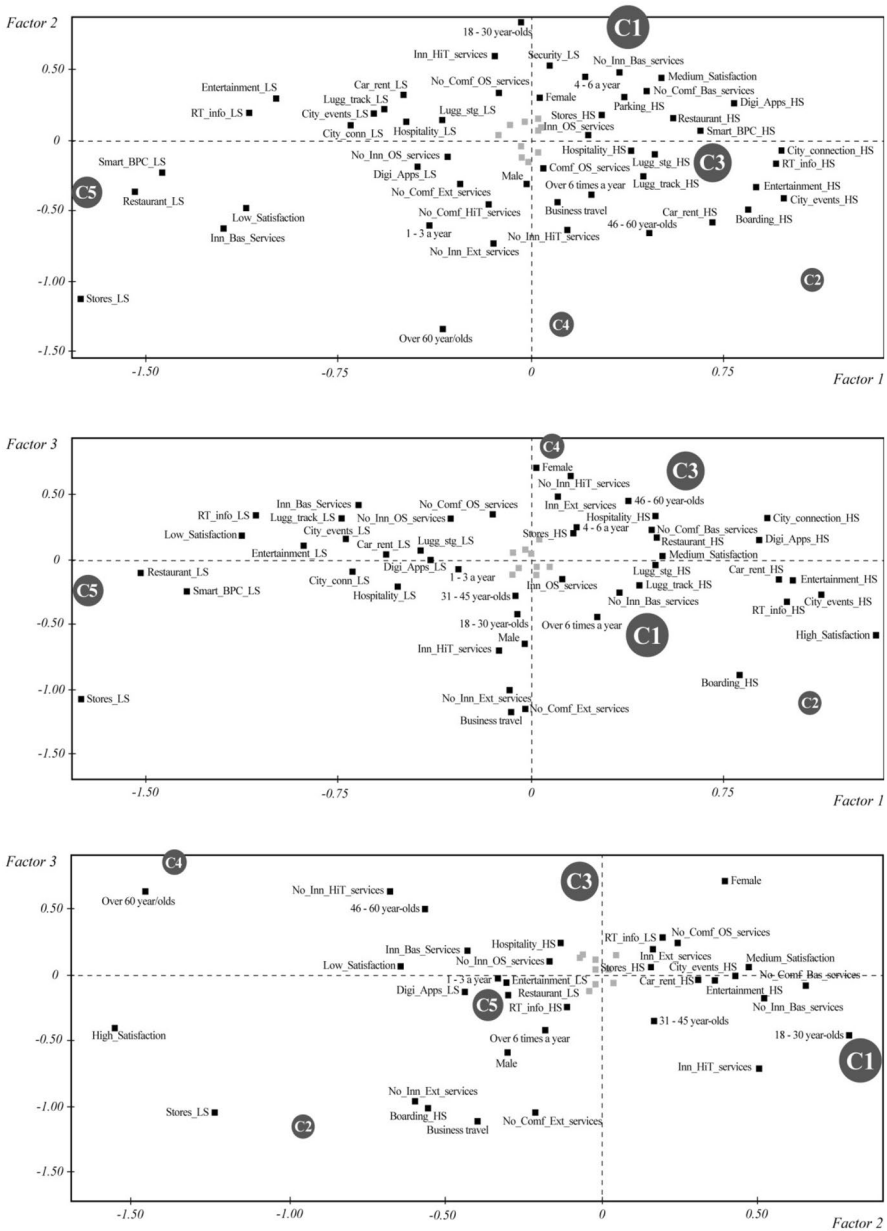 Factor 2
C1
18 - 30 year-olds
Inn_HiT_services
Security_LS
No_Inn_Bas_services
0.50
Entertainment_LS
Car_rent_LS
No_Comf_OS_services
4 - 6 a year
Medium_Satisfaction
No_Comf_Bas_services
RT_info_LS
Lugg_track_LS
Female
Parking_HS
Digi_Apps_HS
City_events_LS
Lugg_stg_LS
Stores_HS
Restaurant_HS
City_conn_LS
Hospitality_LS
Inn_OS_services
Smart_BPC_HS
0
No_Inn_OS_services
Hospitality_HS
C3
City_connection_HS
Smart_BPC_LS
Digi_Apps_LS
Comf_OS_services
Lugg_stg_HS
RT_info_HS
C5
Restaurant_LS
No_Comf_Ext_services
Male
Over 6 times a year
Lugg_track_HS
Entertainment_HS
City_events_HS
-0.50
Low_Satisfaction
No_Comf_HiT_services
Business travel
Car_rent_HS
Boarding_HS
Inn_Bas_Services
1 - 3 a year
No_Inn_Ext_services
No_Inn_HiT_services
46 - 60 year-olds
-1.00
C2
Stores_LS
C4
Over 60 year/olds
-1.50
-1.50
-0.75
0
0.75
Factor 1
Factor 3
C4
Female
C3
No_Inn_HiT_services
0.50
Inn_Bas_Services
No_Comf_OS_services
Inn_Ext_services
46 - 60 year-olds
RT_info_LS
Lugg_track_LS
No_Inn_OS_services
Hospitality_HS
City_connection_HS
Low_Satisfaction
City_events_LS
Stores_HS
4 - 6 a year
No_Comf_Bas_services
Restaurant_HS
Digi_Apps_HS
Entertainment_LS
Car_rent_LS
Lugg_stg_LS
Medium_Satisfaction
0
Digi_Apps_LS
Lugg_stg_HS
Car_rent_HS
Restaurant_LS
City_conn_LS
1 - 3 a year
Inn_OS_services
Lugg_track_HS
Entertainment_HS
C5
Smart_BPC_LS
Hospitality_LS
31 - 45 year-olds
No_Inn_Bas_services
RT_info_HS
City_events_HS
18 - 30 year-olds
Over 6 times a year
C1
-0.50
Inn_HiT_services
Male
High_Satisfaction
Boarding_HS
-1.00
Stores_LS
No_Inn_Ext_services
C2
Business travel
No_Comf_Ext_services
-1.50
-1.50
-0.75
0
0.75
Factor 1
Factor 3
C4
C3
Over 60 year/olds
No_Inn_HiT_services
Female
0.50
46 - 60 year-olds
Inn_Bas_Services
Hospitality_HS
RT_info_LS
No_Comf_OS_services
Low_Satisfaction
No_Inn_OS_services
Inn_Ext_services
Medium_Satisfaction
Stores_HS
City_events_HS
0
1 - 3 a year
Entertainment_LS
Car_rent_HS
No_Comf_Bas_services
Digi_Apps_LS
C5
Restaurant_LS
Entertainment_HS
RT_info_HS
No_Inn_Bas_services
High_Satisfaction
Over 6 times a year
31 - 45 year-olds
18 - 30 year-olds
-0.50
Male
Inn_HiT_services
C1
No_Inn_Ext_services
-1.00
Stores_LS
C2
Boarding_HS
Business travel
No_Comf_Ext_services
-1.50
-1.50
-1.00
-0.50
0
0.50
Factor 2